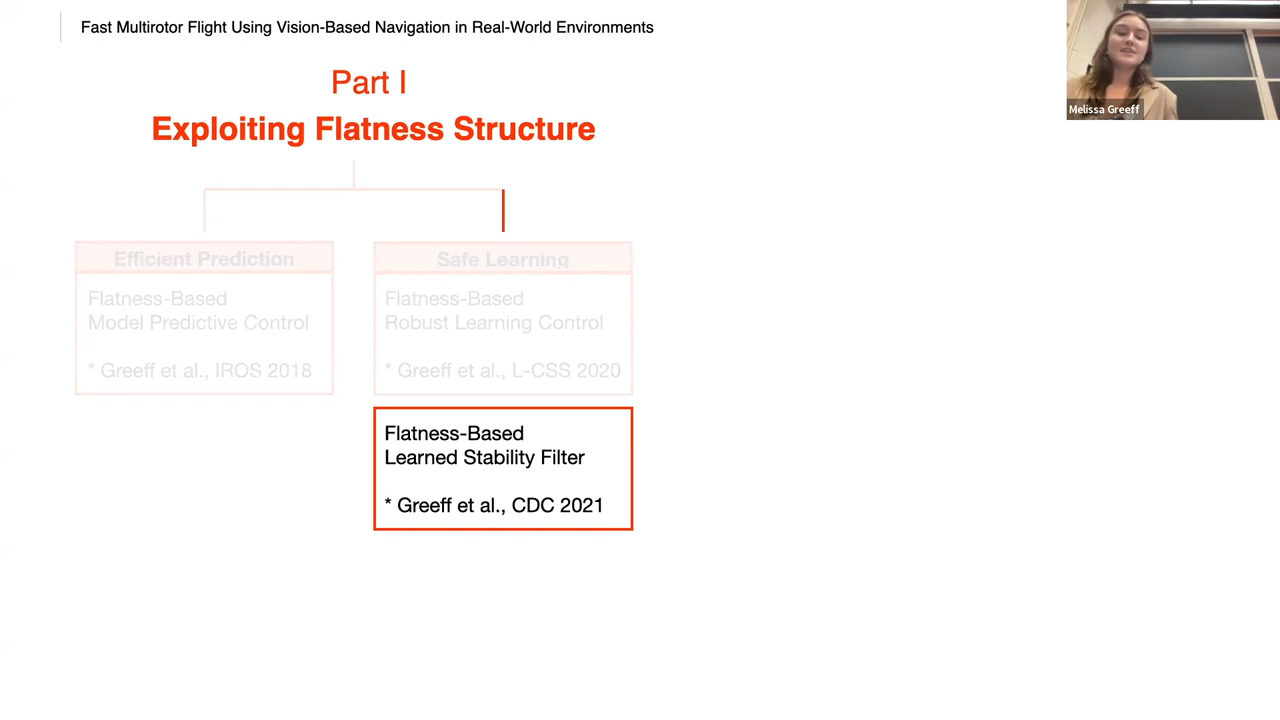 Fast Multirotor Flight Using Vision-Based Navigation in Real-World Environments
Melissa Greeff
Part I
Exploiting Flatness Structure
Efficient Prediction
Flatness-Based
Model Predictive Control
* Greeff et al., IROS 2018
Safe Learning
Flatness-Based
Robust Learning Control
* Greeff et al., L-CSS 2020
Flatness-Based
Learned Stability Filter
* Greeff et al., CDC 2021